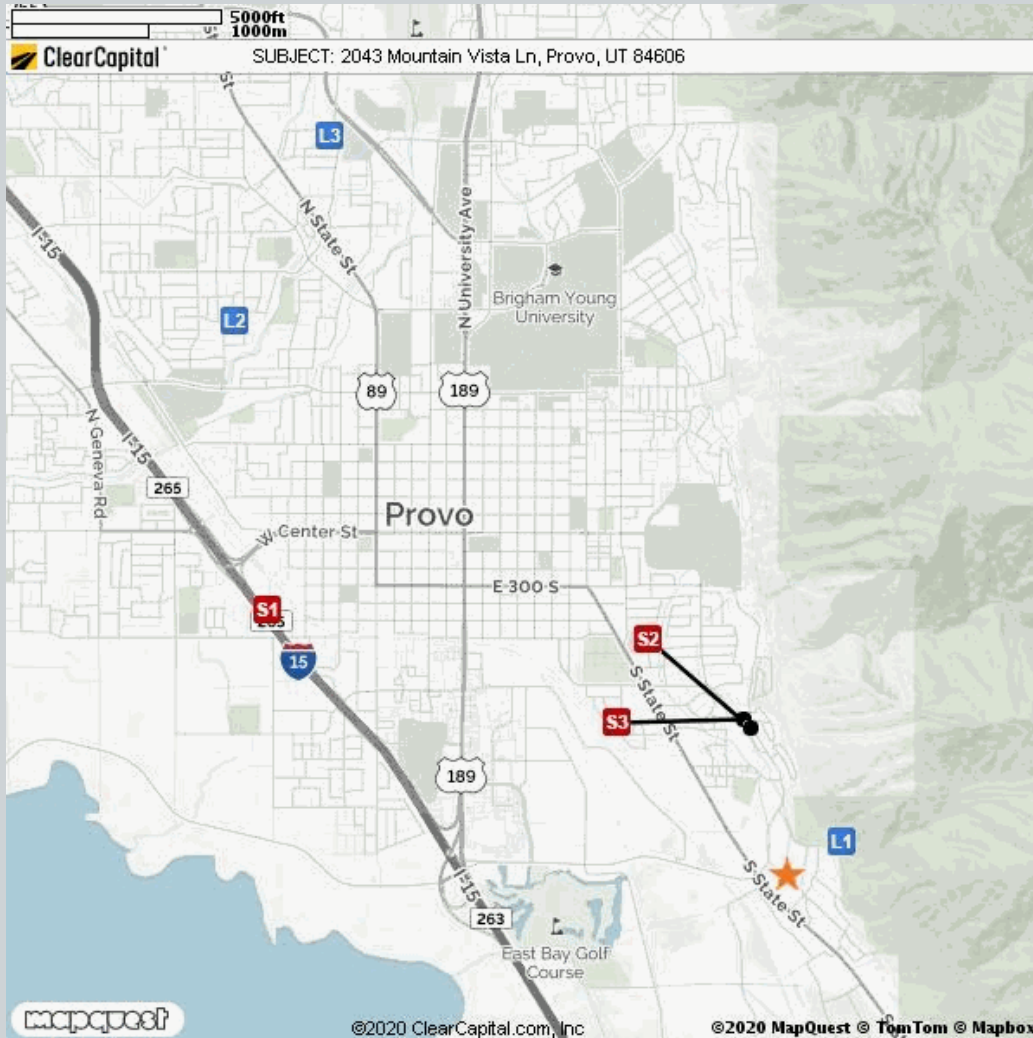 5000ft
1000m
ClearCapital
SUBJECT: 2043 Mountain Vista Ln, Provo, UT 84606
St
L3
N State St
N University Ave
I-15
Brigham Young
University
L2
89
189
N Geneva Rd
I-15
265
Provo
W Center St
E 300 S
S1
15
S2
S State St
S3
189
L1
I-15
S State St
263
East Bay Golf
Course
mapquest
©2020 ClearCapital.com, Inc
©2020 MapQuest © TomTom © Mapbox